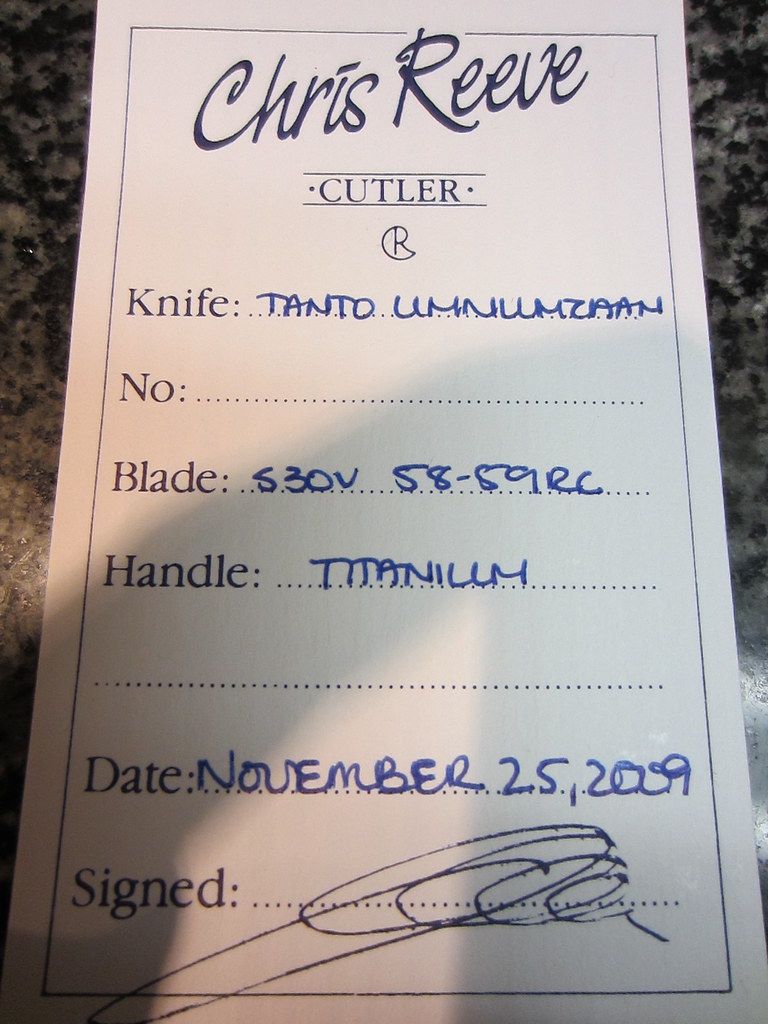 Chris Reeve
·CUTLER·
R
Knife: TANTO UMNUMZAAN
No:
Blade: S30V 58-59RC
Handle: TITANIUM
Date: NOVEMBER 25, 2009
Signed: